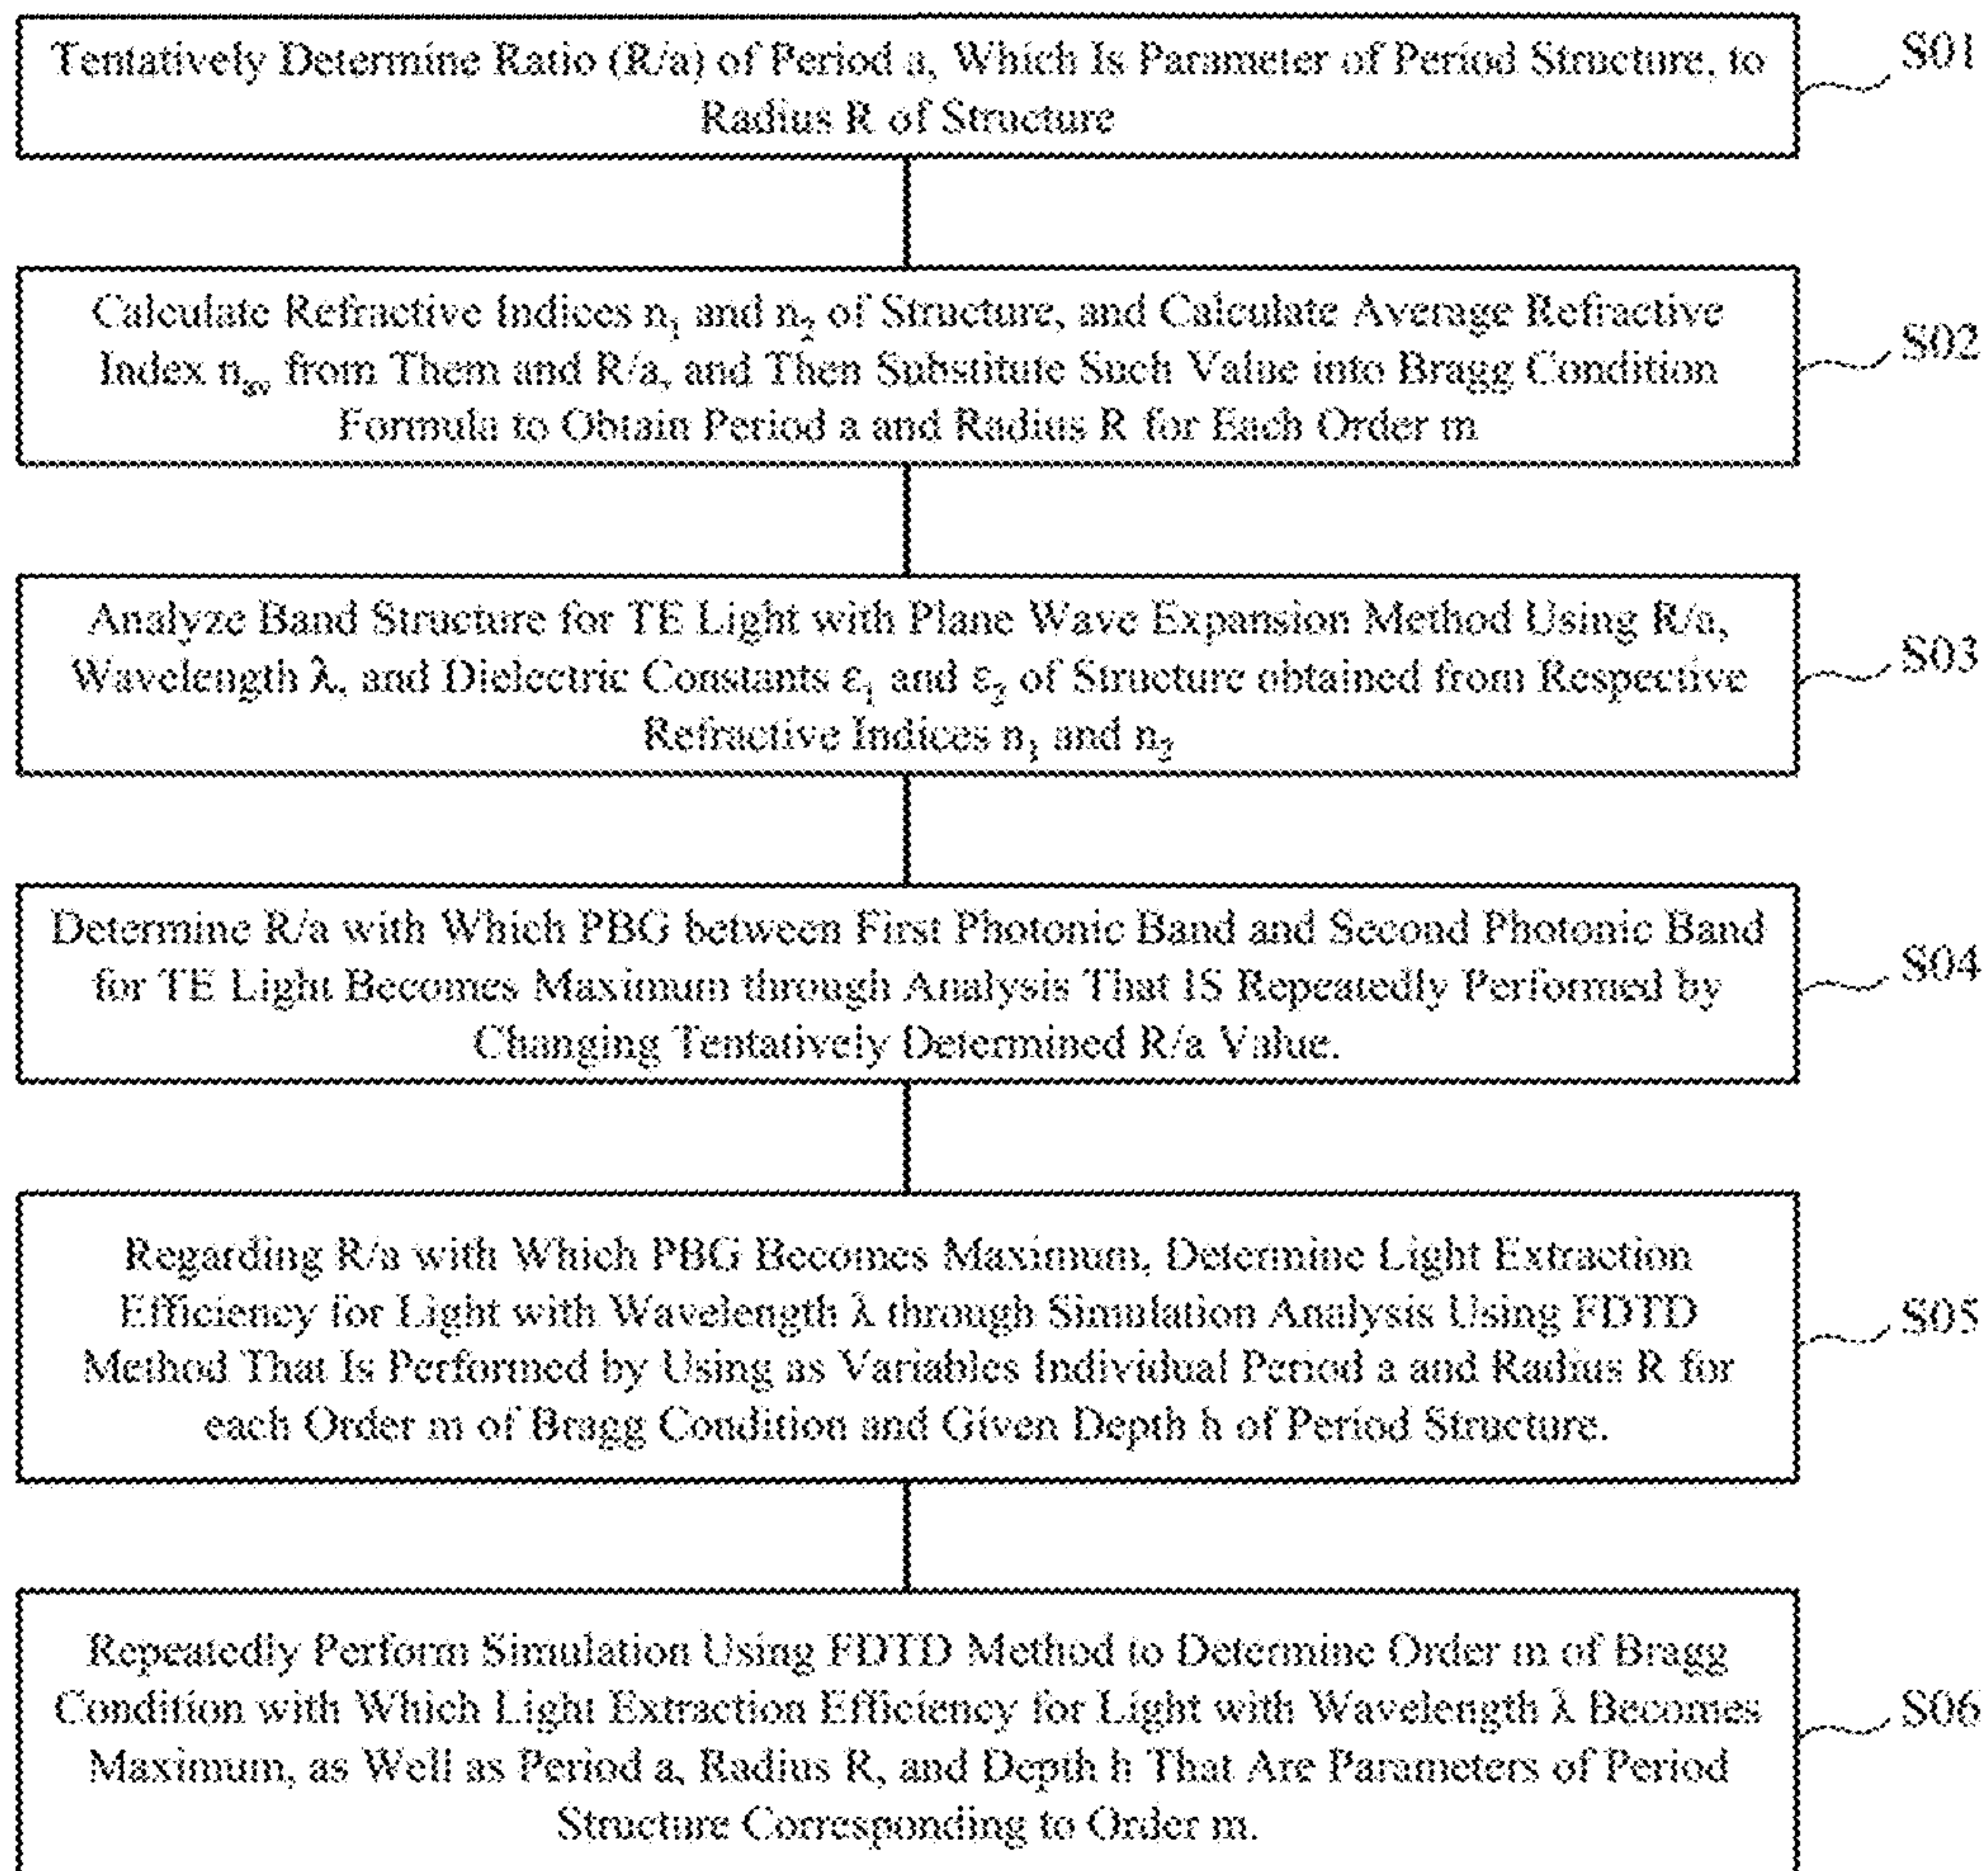 Tentatively Determine Ratio (R/a) of Period a, Which Is Parameter of Period Structure, to
Radius R of Structure
S01
Calculate Refractive Indices n₁ and n₂ of Structure, and Calculate Average Refractive
Index nₐᵥ from Them and R/a, and Then Substitute Such Value into Bragg Condition
Formula to Obtain Period a and Radius R for Each Order m
S02
Analyze Band Structure for TE Light with Plane Wave Expansion Method Using R/a,
Wavelength λ, and Dielectric Constants ε₁ and ε₂ of Structure obtained from Respective
Refractive Indices n₁ and n₂
S03
Determine R/a with Which PBG between First Photonic Band and Second Photonic Band
for TE Light Becomes Maximum through Analysis That IS Repeatedly Performed by
Changing Tentatively Determined R/a Value.
S04
Regarding R/a with Which PBG Becomes Maximum, Determine Light Extraction
Efficiency for Light with Wavelength λ through Simulation Analysis Using FDTD
Method That Is Performed by Using as Variables Individual Period a and Radius R for
each Order m of Bragg Condition and Given Depth h of Period Structure.
S05
Repeatedly Perform Simulation Using FDTD Method to Determine Order m of Bragg
Condition with Which Light Extraction Efficiency for Light with Wavelength λ Becomes
Maximum, as Well as Period a, Radius R, and Depth h That Are Parameters of Period
Structure Corresponding to Order m.
S06